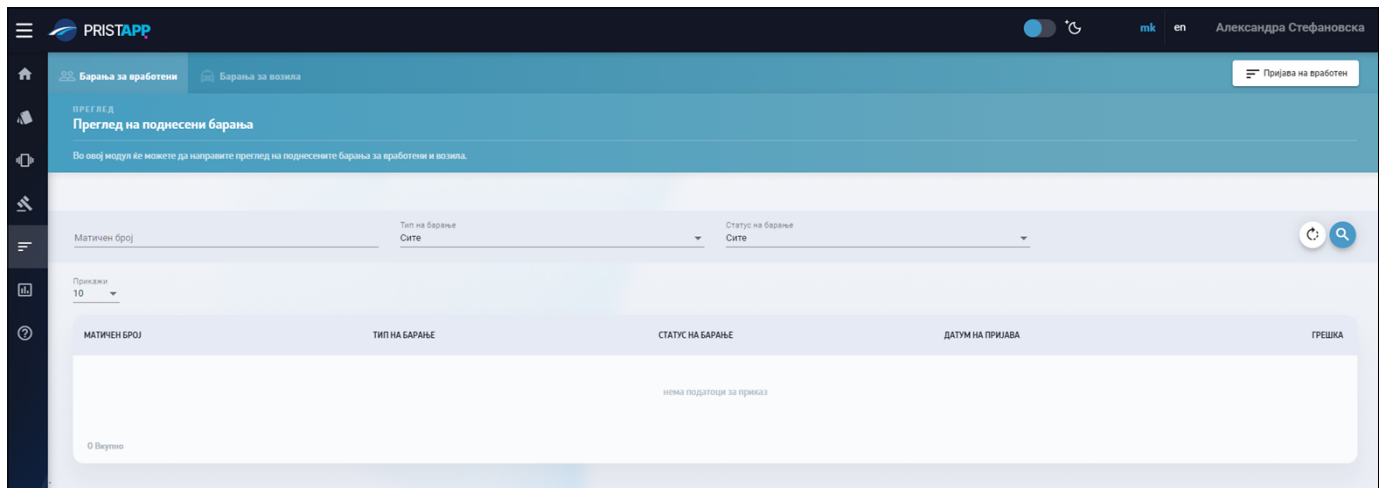 PRISTAPP
mk en Александра Стефановска
Барања за вработени Барања за возила Пријава на вработен
ПРЕГЛЕД
Преглед на поднесени барања
Во овој модул ќе можете да направите преглед на поднесените барања за вработени и возила.
Матичен број Тип на барање Статус на барање
Сите Сите
Прикажи
10
МАТИЧЕН БРОЈ ТИП НА БАРАЊЕ СТАТУС НА БАРАЊЕ ДАТУМ НА ПРИЈАВА ГРЕШКА
нема податоци за приказ
0 Вкупно